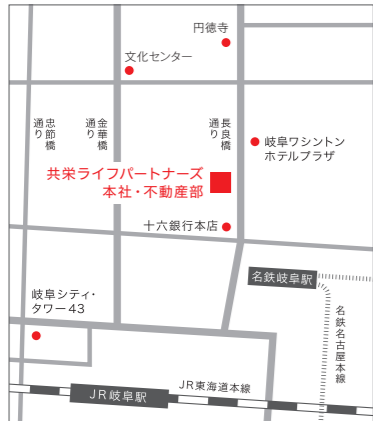 円徳寺
文化センター
忠節橋
通り
金華橋
通り
長良橋
通り
岐阜ワシントン
ホテルプラザ
共栄ライフパートナーズ
本社・不動産部
十六銀行本店
名鉄岐阜駅
岐阜シティ・
タワー43
名鉄名古屋本線
JR東海道本線
JR岐阜駅